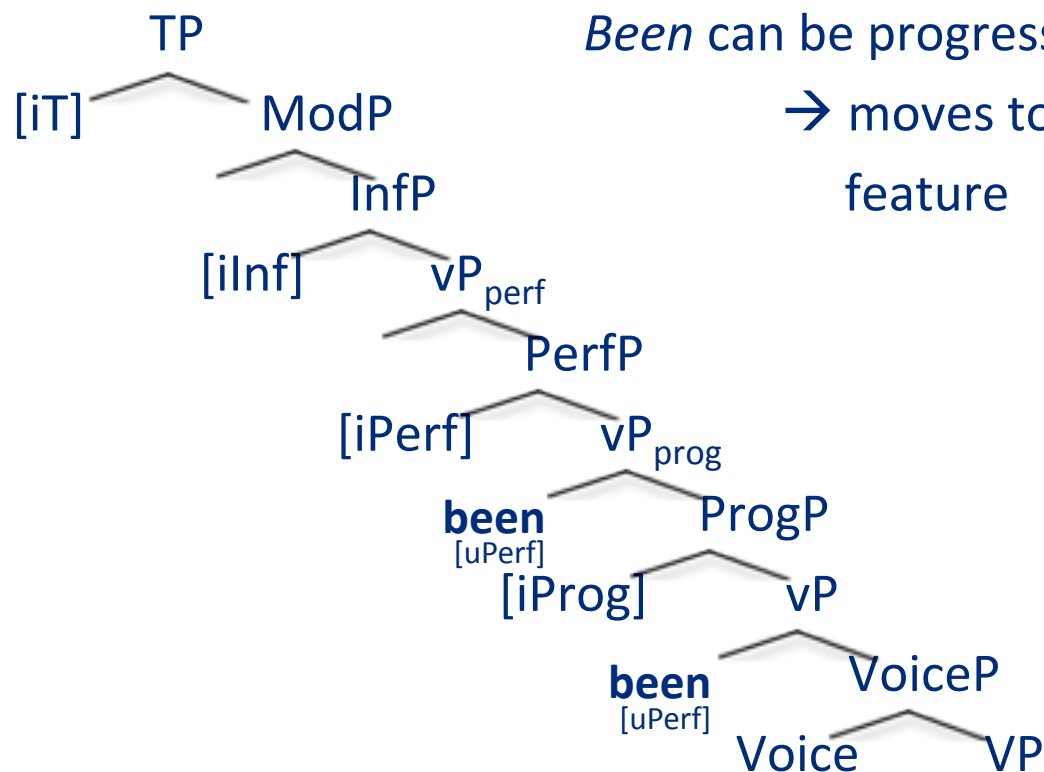 TP
Been can be progress
[iT]
ModP
→ moves to
InfP
feature
[iInf]
vPperf
PerfP
[iPerf]
vPprog
been
[uPerf]
ProgP
[iProg]
vP
been
[uPerf]
VoiceP
Voice
VP